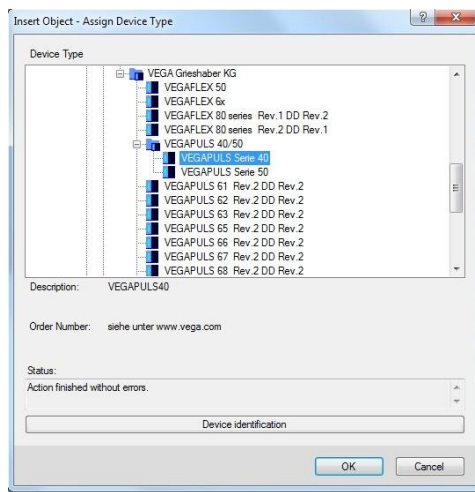 Insert Object - Assign Device Type
Device Type
VEGA Grieshaber KG
VEGAFLEX 50
VEGAFLEX 6x
VEGAFLEX 80 series Rev.1 DD Rev.2
VEGAFLEX 80 series Rev.2 DD Rev.1
VEGAPULS 40/50
VEGAPULS Serie 40
VEGAPULS Serie 50
VEGAPULS 61 Rev.2 DD Rev.2
VEGAPULS 62 Rev.2 DD Rev.2
VEGAPULS 63 Rev.2 DD Rev.2
VEGAPULS 65 Rev.2 DD Rev.2
VEGAPULS 66 Rev.2 DD Rev.2
VEGAPULS 67 Rev.2 DD Rev.2
VEGAPULS 68 Rev.2 DD Rev.2
Description: VEGAPULS40
Order Number: siehe unter www.vega.com
Status:
Action finished without errors.
Device identification
OK Cancel